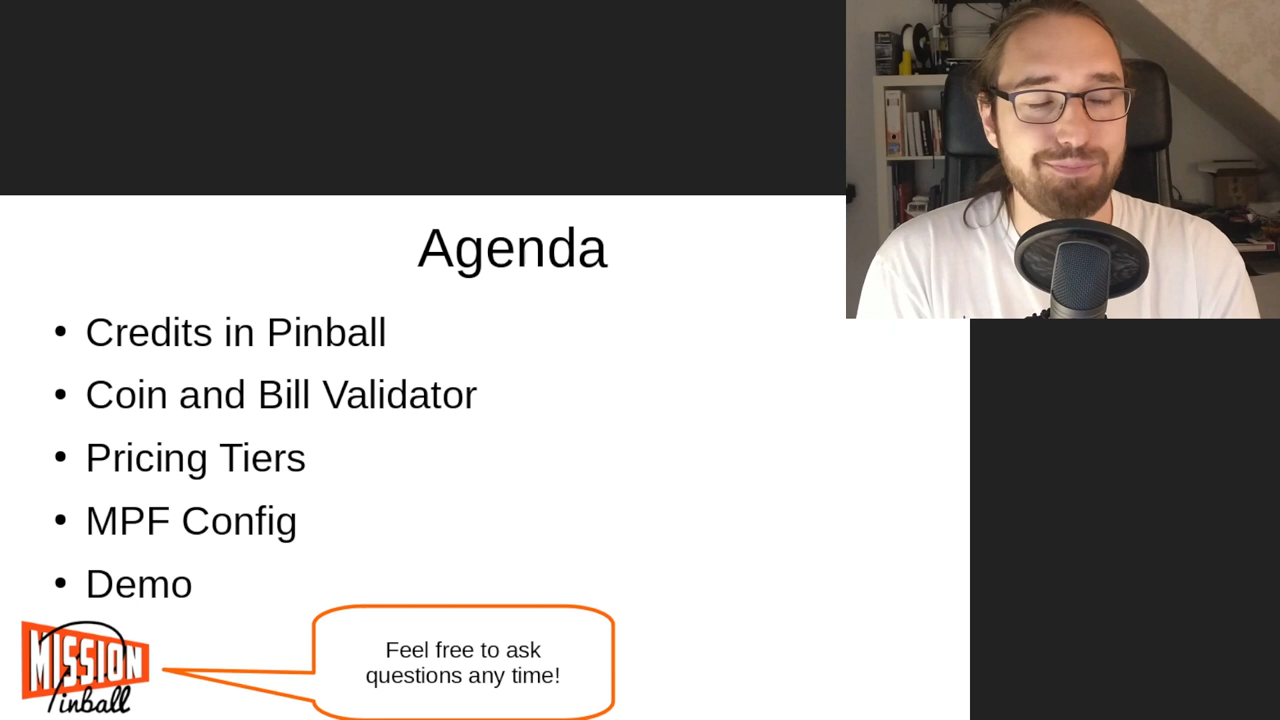 Agenda
• Credits in Pinball
• Coin and Bill Validator
• Pricing Tiers
• MPF Config
• Demo
Feel free to ask
questions any time!
MISSION
Pinball